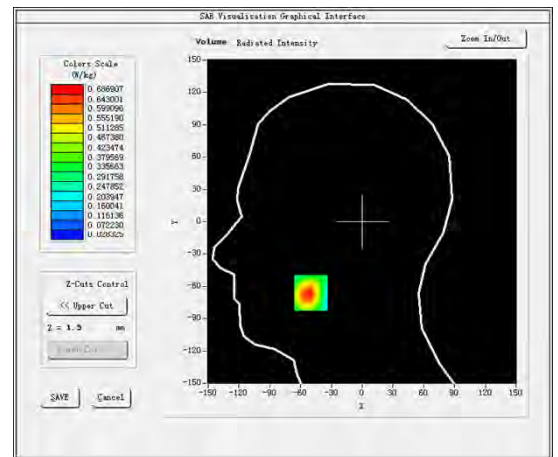 SAR Visualisation Graphical Interface
Volume Radiated Intensity
Zoom In/Out
Colors Scale
(W/kg)
0.686907
0.643001
0.599096
0.555190
0.511285
0.467380
0.423474
0.379569
0.335663
0.291758
0.247852
0.203947
0.160041
0.116136
0.072230
0.028325
150
120
90
60
30
0
-30
-60
-90
-120
-150
Y
-150 -120 -90 -60 -30 0 30 60 90 120 150
X
Z-Cuts Control
<< Upper Cut
Z = 1.5 mm
SAVE
Cancel